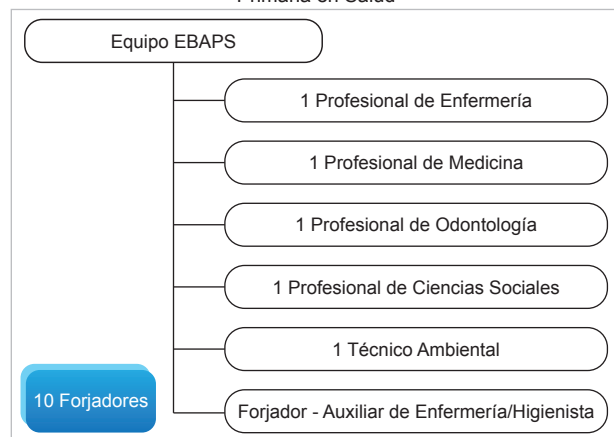 Primaria en Salud
Equipo EBAPS
1 Profesional de Enfermería
1 Profesional de Medicina
1 Profesional de Odontología
1 Profesional de Ciencias Sociales
1 Técnico Ambiental
10 Forjadores
Forjador - Auxiliar de Enfermería/Higienista